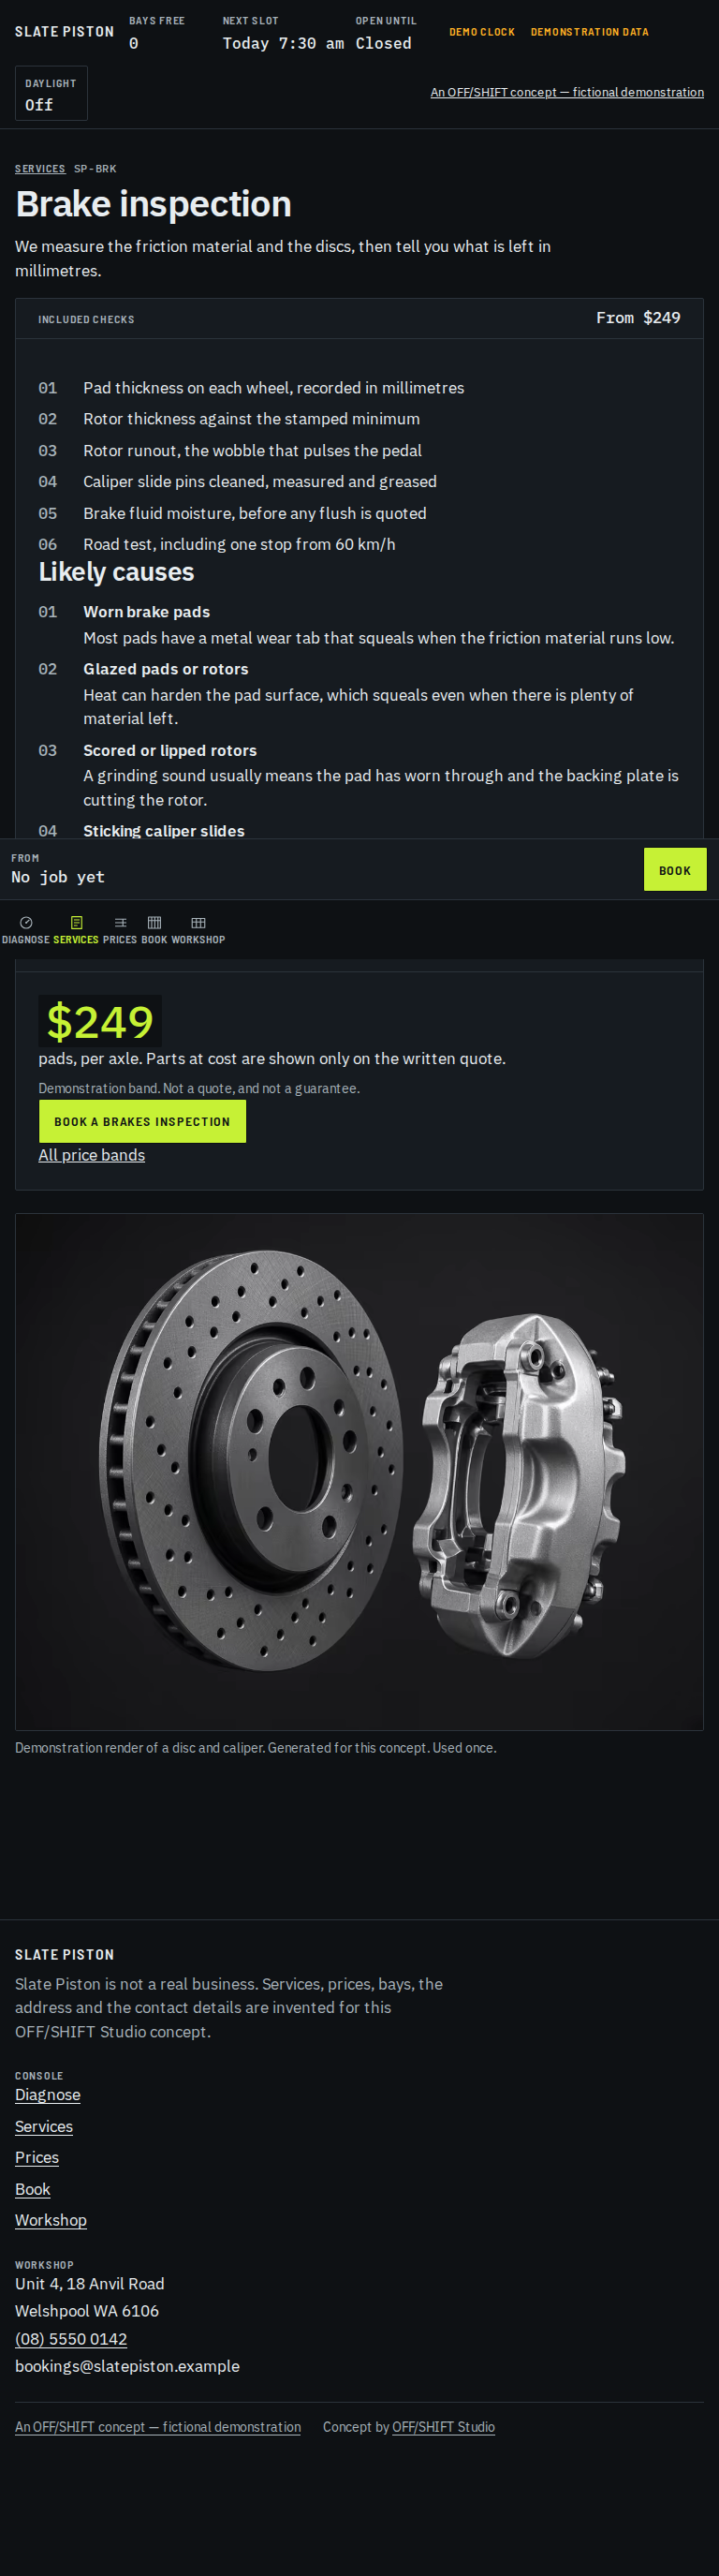 SLATE PISTON
BAYS FREE
0
NEXT SLOT
Today 7:30 am
OPEN UNTIL
Closed
DEMO CLOCK
DEMONSTRATION DATA
DAYLIGHT
Off
An OFF/SHIFT concept — fictional demonstration
SERVICES SP-BRK
Brake inspection
We measure the friction material and the discs, then tell you what is left in
millimetres.
INCLUDED CHECKS
From $249
01 Pad thickness on each wheel, recorded in millimetres
02 Rotor thickness against the stamped minimum
03 Rotor runout, the wobble that pulses the pedal
04 Caliper slide pins cleaned, measured and greased
05 Brake fluid moisture, before any flush is quoted
06 Road test, including one stop from 60 km/h
Likely causes
01 Worn brake pads
Most pads have a metal wear tab that squeals when the friction material runs low.
02 Glazed pads or rotors
Heat can harden the pad surface, which squeals even when there is plenty of
material left.
03 Scored or lipped rotors
A grinding sound usually means the pad has worn through and the backing plate is
cutting the rotor.
04 Sticking caliper slides
FROM
No job yet
BOOK
DIAGNOSE SERVICES PRICES BOOK WORKSHOP
$249
pads, per axle. Parts at cost are shown only on the written quote.
Demonstration band. Not a quote, and not a guarantee.
BOOK A BRAKES INSPECTION
All price bands
Demonstration render of a disc and caliper. Generated for this concept. Used once.
SLATE PISTON
Slate Piston is not a real business. Services, prices, bays, the
address and the contact details are invented for this
OFF/SHIFT Studio concept.
CONSOLE
Diagnose
Services
Prices
Book
Workshop
WORKSHOP
Unit 4, 18 Anvil Road
Welshpool WA 6106
(08) 5550 0142
bookings@slatepiston.example
An OFF/SHIFT concept — fictional demonstration
Concept by OFF/SHIFT Studio